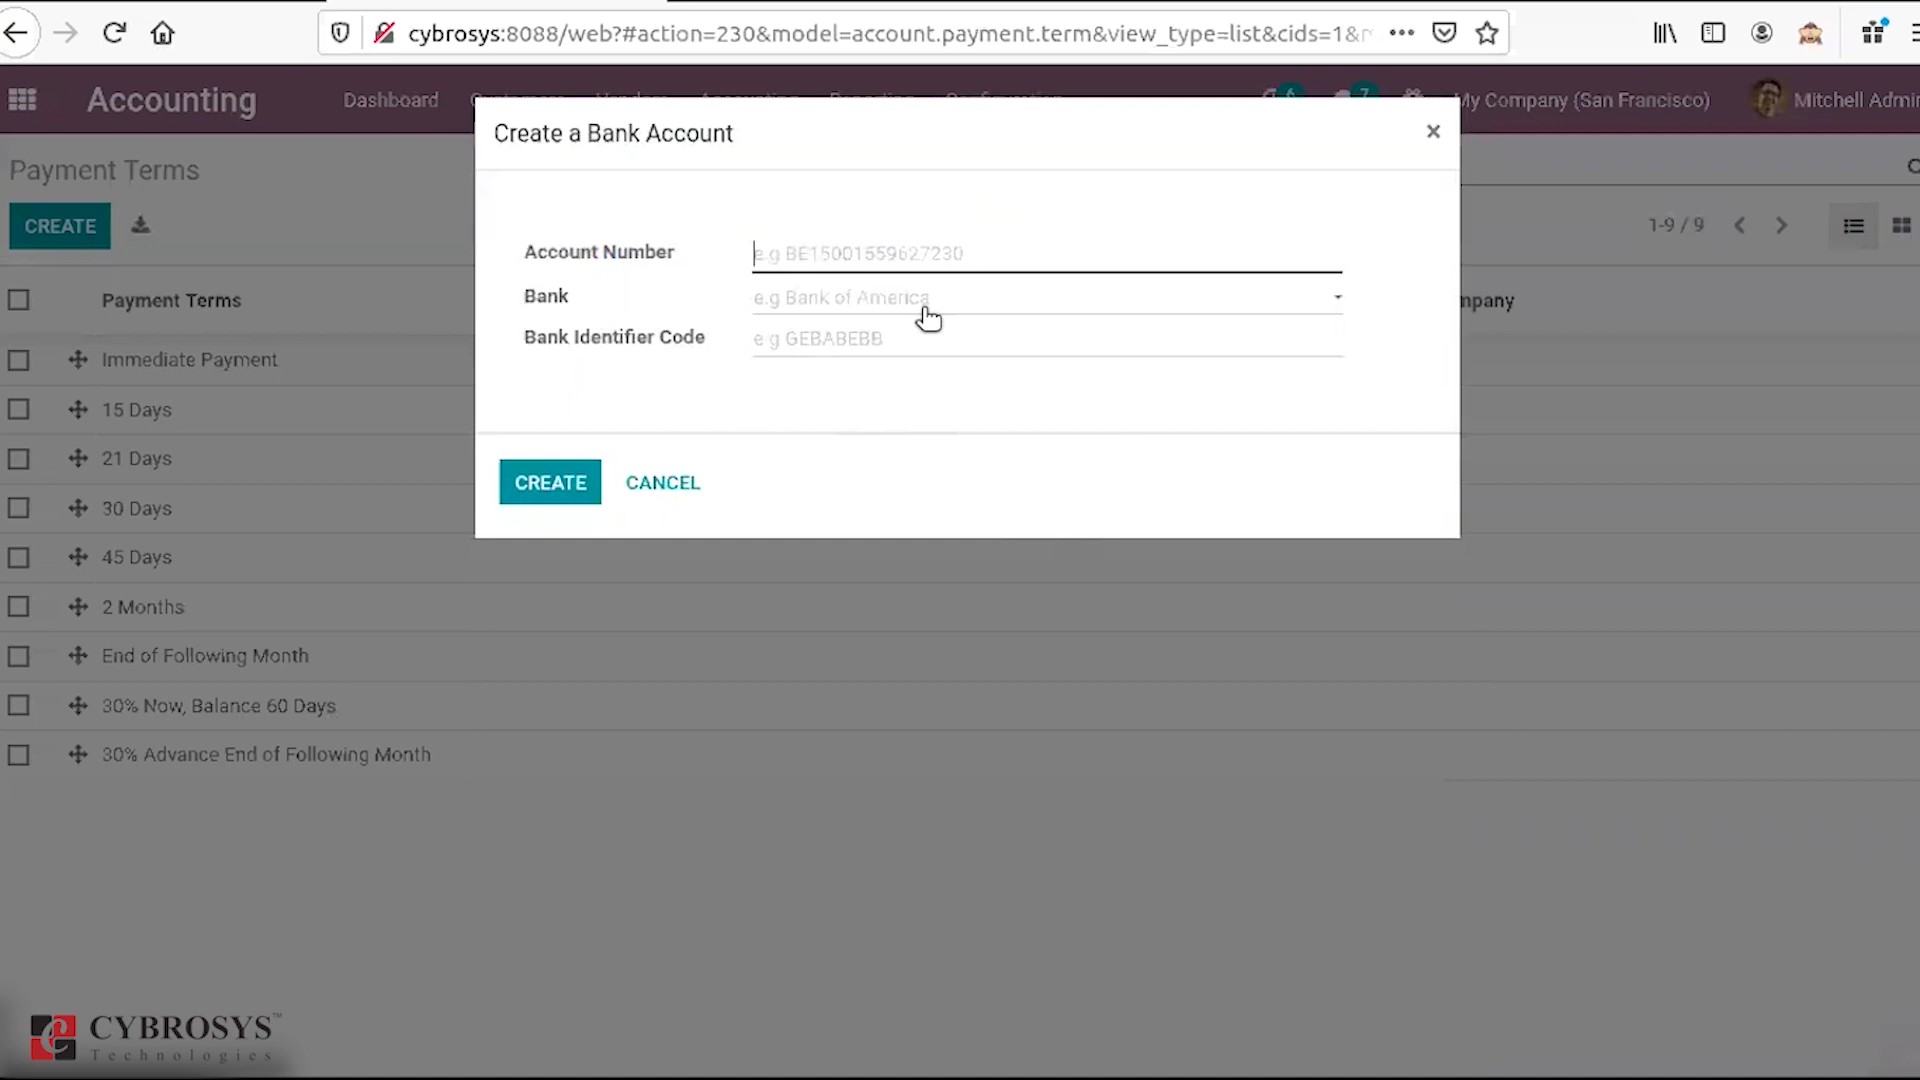 cybrosys:8088/web?#action=230&model=account.payment.term&view_type=list&cids=1&
Accounting
Dashboard
6
7
My Company (San Francisco)
Mitchell Admin
Create a Bank Account
×
Payment Terms
CREATE
1-9 / 9
Account Number
e.g BE15001559627230
Bank
e.g Bank of America
Bank Identifier Code
e.g GEBABEBB
CREATE
CANCEL
Payment Terms
mpany
Immediate Payment
15 Days
21 Days
30 Days
45 Days
2 Months
End of Following Month
30% Now, Balance 60 Days
30% Advance End of Following Month
CYBROSYS™
Technologies